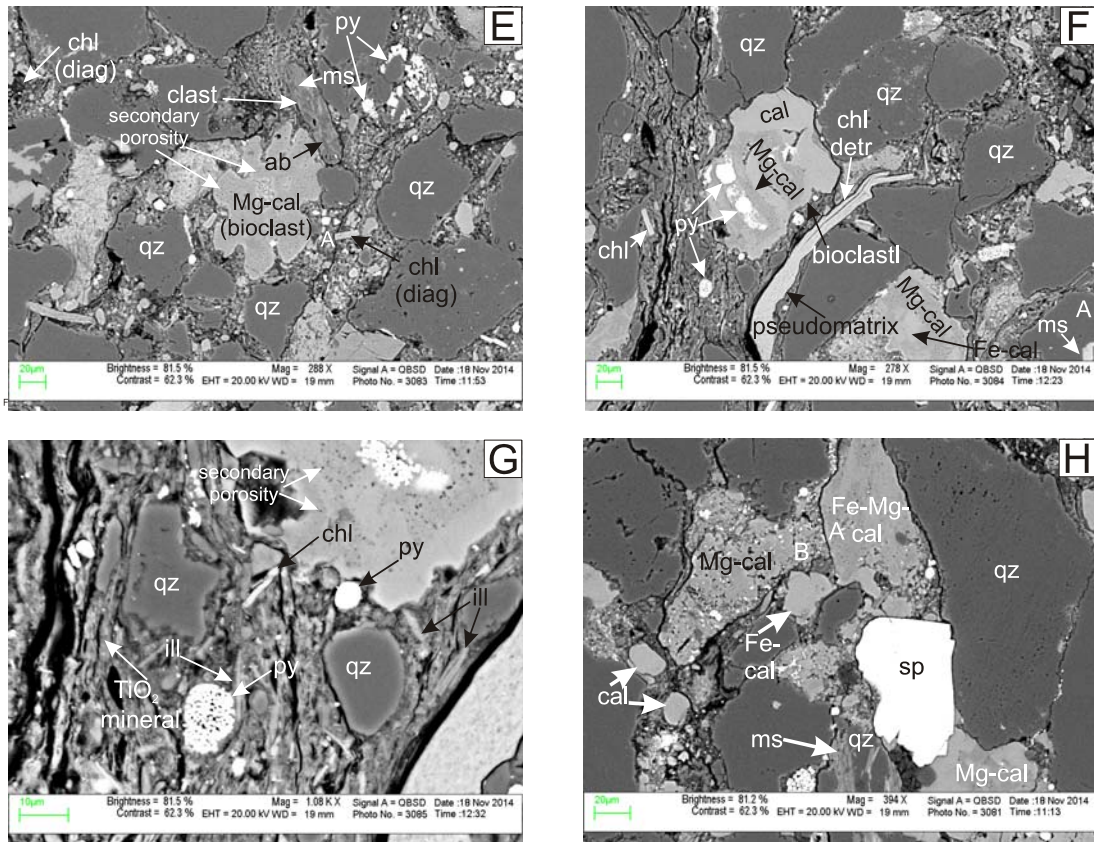 E
chl
(diag)
py
ms
clast
secondary
porosity
ab
qz
Mg-cal
(bioclast)
qz
A
chl
(diag)
qz
20µm
Brightness = 81.5 % Mag = 288 X Signal A = QBSD Date :18 Nov 2014
Contrast = 62.3 % EHT = 20.00 kV WD = 19 mm Photo No. = 3083 Time :11:53
F
F
qz
cal
qz
chl
detr
Mg-cal
qz
chl
py
bioclastl
pseudomatrix
Mg-cal
A
ms
Fe-cal
20µm
Brightness = 81.5 % Mag = 278 X Signal A = QBSD Date :18 Nov 2014
Contrast = 62.3 % EHT = 20.00 kV WD = 19 mm Photo No. = 3084 Time :12:23
G
secondary
porosity
chl
py
qz
ill
ill
py
qz
TiO₂
mineral
10µm
Brightness = 81.5 % Mag = 1.08 K X Signal A = QBSD Date :18 Nov 2014
Contrast = 62.3 % EHT = 20.00 kV WD = 19 mm Photo No. = 3085 Time :12:32
H
Fe-Mg-
A cal
B
Mg-cal
qz
Fe-
cal
sp
cal
ms
qz
Mg-cal
20µm
Brightness = 81.2 % Mag = 394 X Signal A = QBSD Date :18 Nov 2014
Contrast = 62.3 % EHT = 20.00 kV WD = 19 mm Photo No. = 3081 Time :11:13